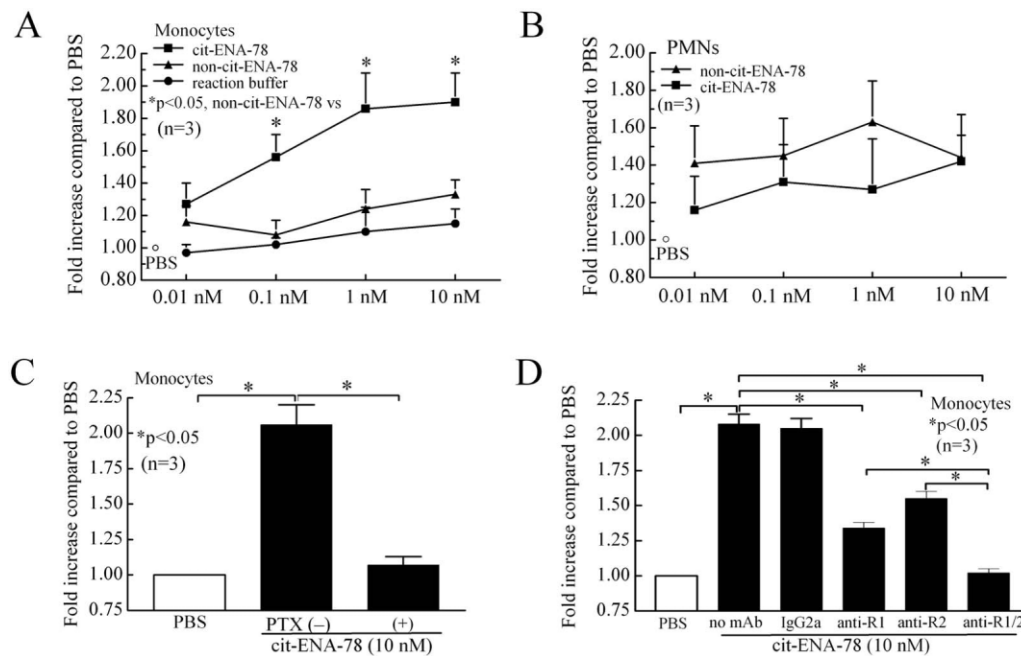 A
Monocytes
cit-ENA-78
non-cit-ENA-78
reaction buffer
*p<0.05, non-cit-ENA-78 vs
(n=3)
* * *
Fold increase compared to PBS
2.20
2.00
1.80
1.60
1.40
1.20
1.00
0.80
PBS
0.01 nM 0.1 nM 1 nM 10 nM
B
PMNs
non-cit-ENA-78
cit-ENA-78
(n=3)
Fold increase compared to PBS
2.00
1.80
1.60
1.40
1.20
1.00
0.80
PBS
0.01 nM 0.1 nM 1 nM 10 nM
C
Monocytes
* *
*p<0.05
(n=3)
Fold increase compared to PBS
2.25
2.00
1.75
1.50
1.25
1.00
0.75
PBS PTX (–) (+)
cit-ENA-78 (10 nM)
D
*
*
* *
Monocytes
*p<0.05
(n=3)
*
*
Fold increase compared to PBS
2.25
2.00
1.75
1.50
1.25
1.00
0.75
PBS no mAb IgG2a anti-R1 anti-R2 anti-R1/2
cit-ENA-78 (10 nM)